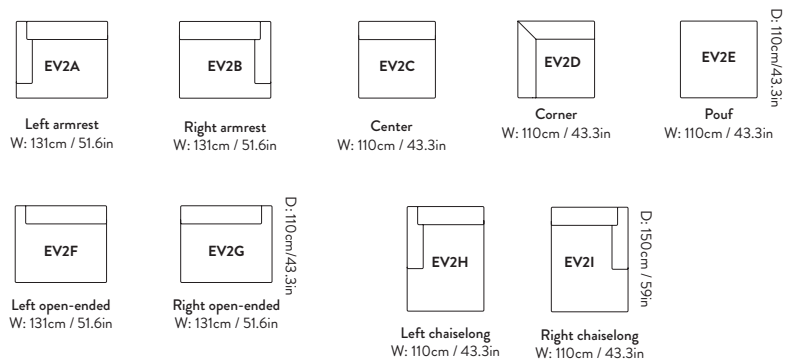 EV2A
Left armrest
W: 131cm / 51.6in
EV2B
Right armrest
W: 131cm / 51.6in
EV2C
Center
W: 110cm / 43.3in
EV2D
Corner
W: 110cm / 43.3in
EV2E
Pouf
W: 110cm / 43.3in
D: 110cm/43.3in
EV2F
Left open-ended
W: 131cm / 51.6in
EV2G
Right open-ended
W: 131cm / 51.6in
D: 110cm/43.3in
EV2H
Left chaiselong
W: 110cm / 43.3in
EV2I
Right chaiselong
W: 110cm / 43.3in
D: 150cm / 59in